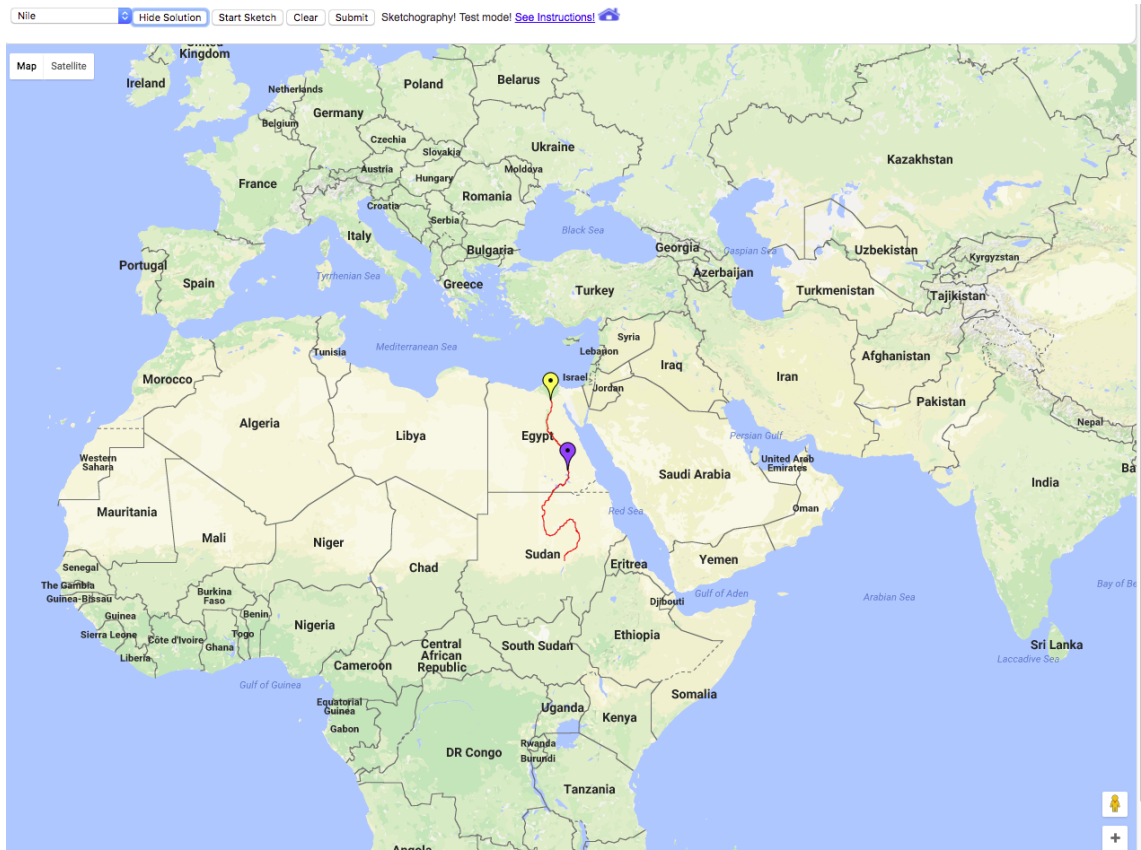 Nile Hide Solution Start Sketch Clear Submit Sketchography! Test mode! See Instructions!
Map Satellite
United
Kingdom
Ireland
Netherlands
Poland
Belarus
Belgium
Germany
Czechia
Slovakia
Ukraine
Kazakhstan
Austria
Hungary
Moldova
France
Romania
Croatia
Serbia
Italy
Black Sea
Bulgaria
Georgia
Caspian Sea
Uzbekistan
Kyrgyzstan
Portugal
Spain
Tyrrhenian Sea
Greece
Turkey
Azerbaijan
Turkmenistan
Tajikistan
Tunisia
Mediterranean Sea
Syria
Lebanon
Iraq
Afghanistan
Morocco
Israel
Jordan
Iran
Pakistan
Algeria
Libya
Egypt
Persian Gulf
Nepal
Western
Sahara
Saudi Arabia
United Arab
Emirates
India
Ba
Mauritania
Mali
Niger
Red Sea
Oman
Chad
Sudan
Eritrea
Yemen
Senegal
The Gambia
Guinea-Bissau
Burkina
Faso
Djibouti
Gulf of Aden
Arabian Sea
Bay of Be
Guinea
Benin
Sierra Leone
Côte d'Ivoire
Togo
Ghana
Nigeria
Liberia
Central
African
Republic
South Sudan
Ethiopia
Sri Lanka
Laccadive Sea
Cameroon
Gulf of Guinea
Somalia
Equatorial
Guinea
Gabon
Uganda
Kenya
DR Congo
Rwanda
Burundi
Tanzania
Angola